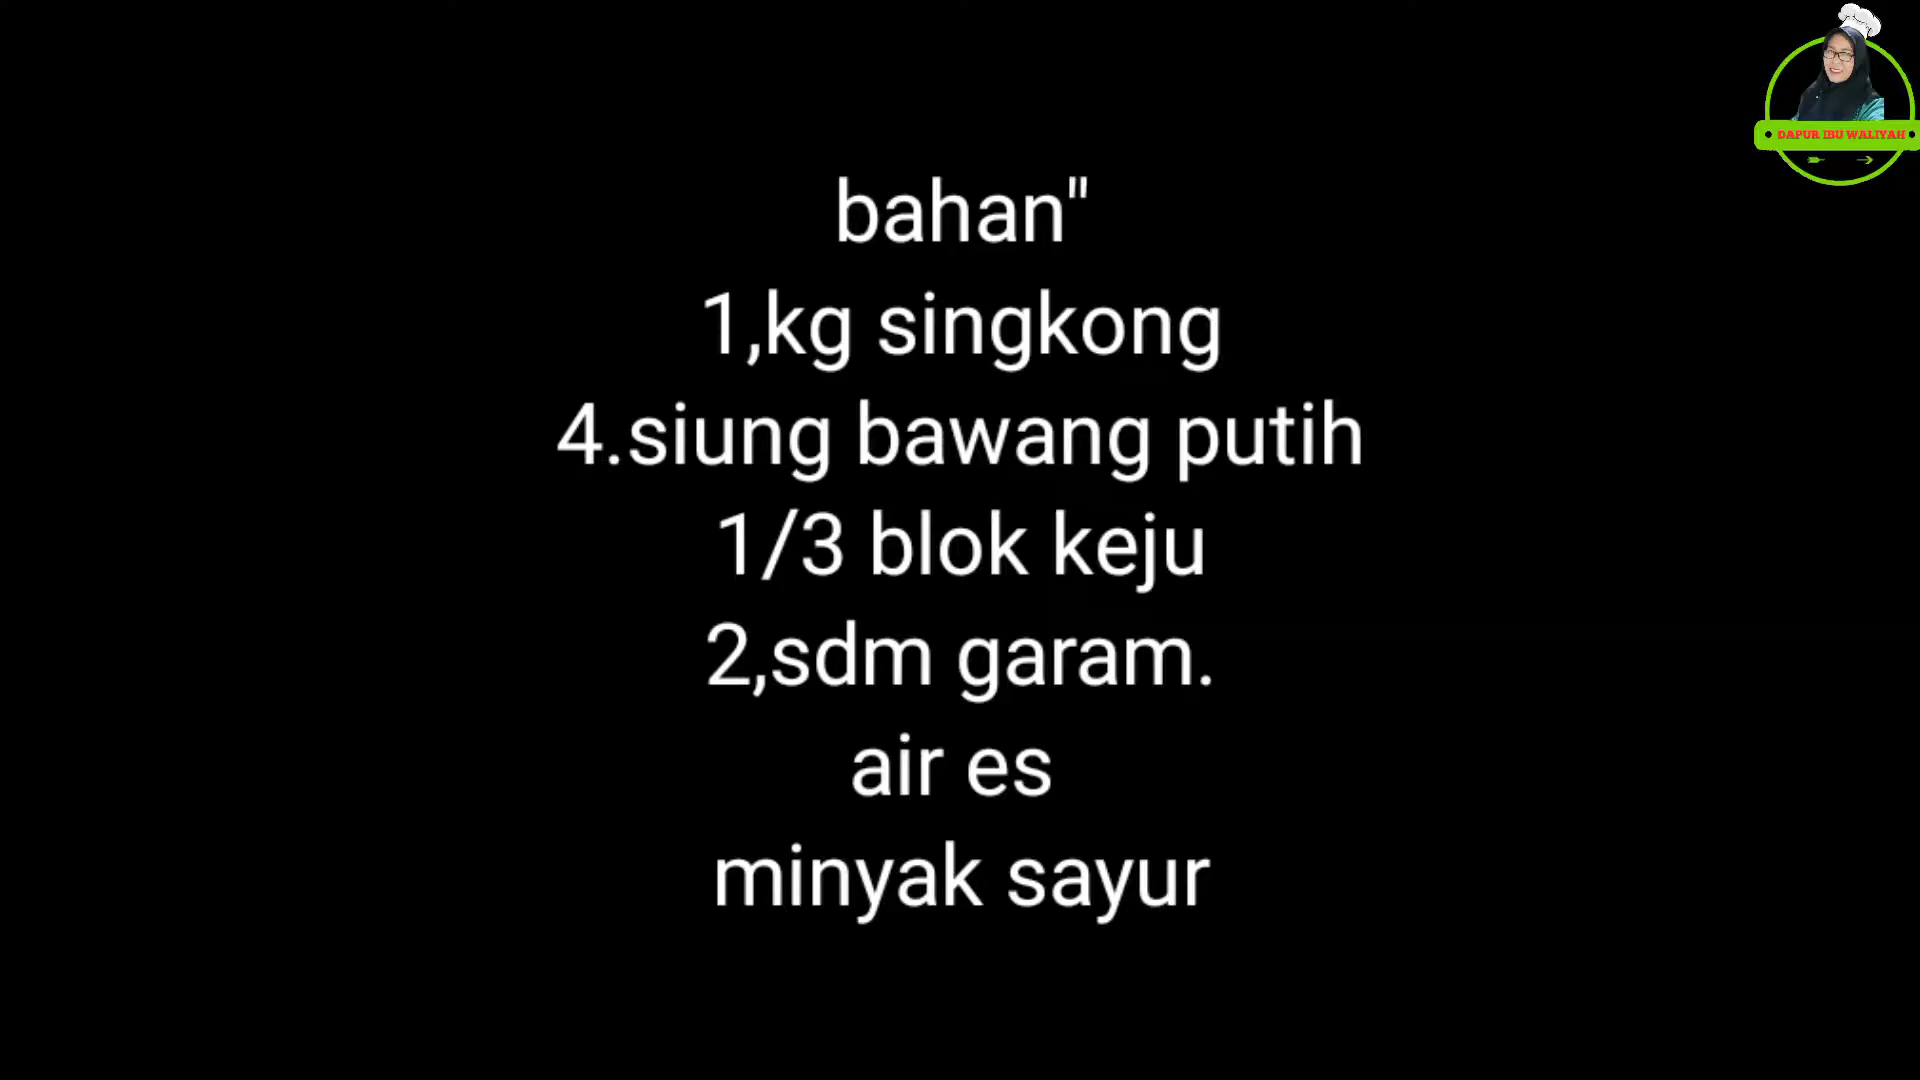 DAPUR IBU WALIYAH
bahan"
1,kg singkong
4.siung bawang putih
1/3 blok keju
2,sdm garam.
air es
minyak sayur